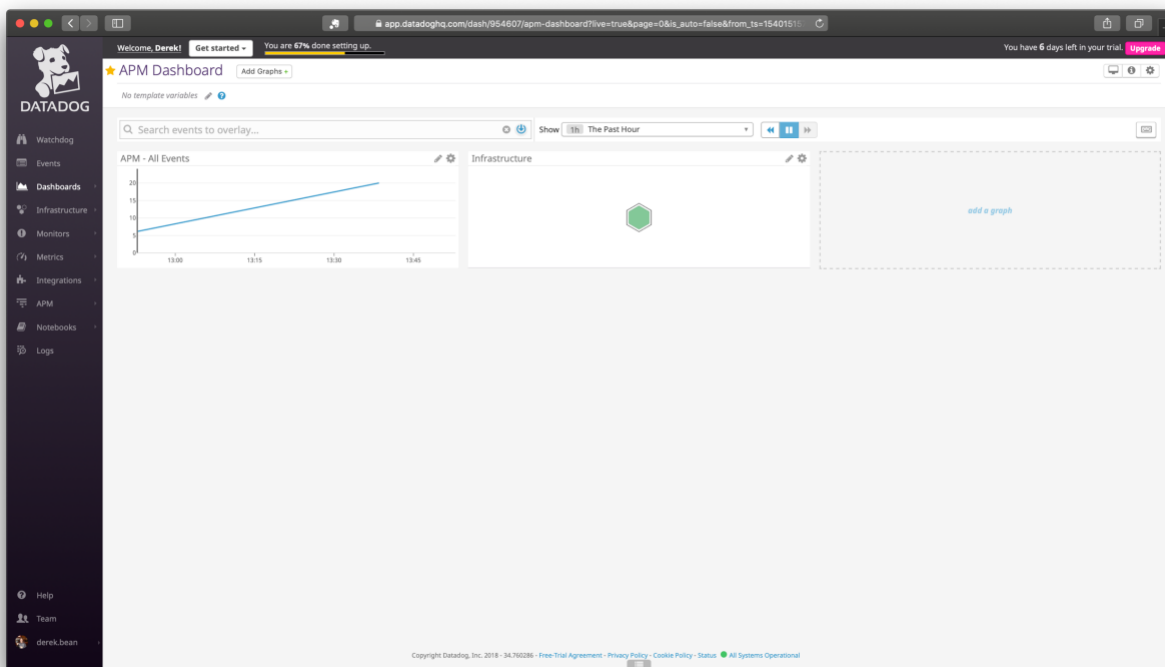 app.datadoghq.com/dash/954607/apm-dashboard?live=true&page=0&is_auto=false&from_ts=15401515
Welcome, Derek! Get started You are 67% done setting up. You have 6 days left in your trial. Upgrade
DATADOG
APM Dashboard Add Graphs +
No template variables
Search events to overlay... Show 1h The Past Hour
Watchdog
Events
Dashboards
Infrastructure
Monitors
Metrics
Integrations
APM
Notebooks
Logs
APM - All Events
20
15
10
5
0
13:00 13:15 13:30 13:45
Infrastructure
add a graph
Help
Team
derek.bean
Copyright Datadog, Inc. 2018 - 34.760286 - Free-Trial Agreement - Privacy Policy - Cookie Policy - Status All Systems Operational